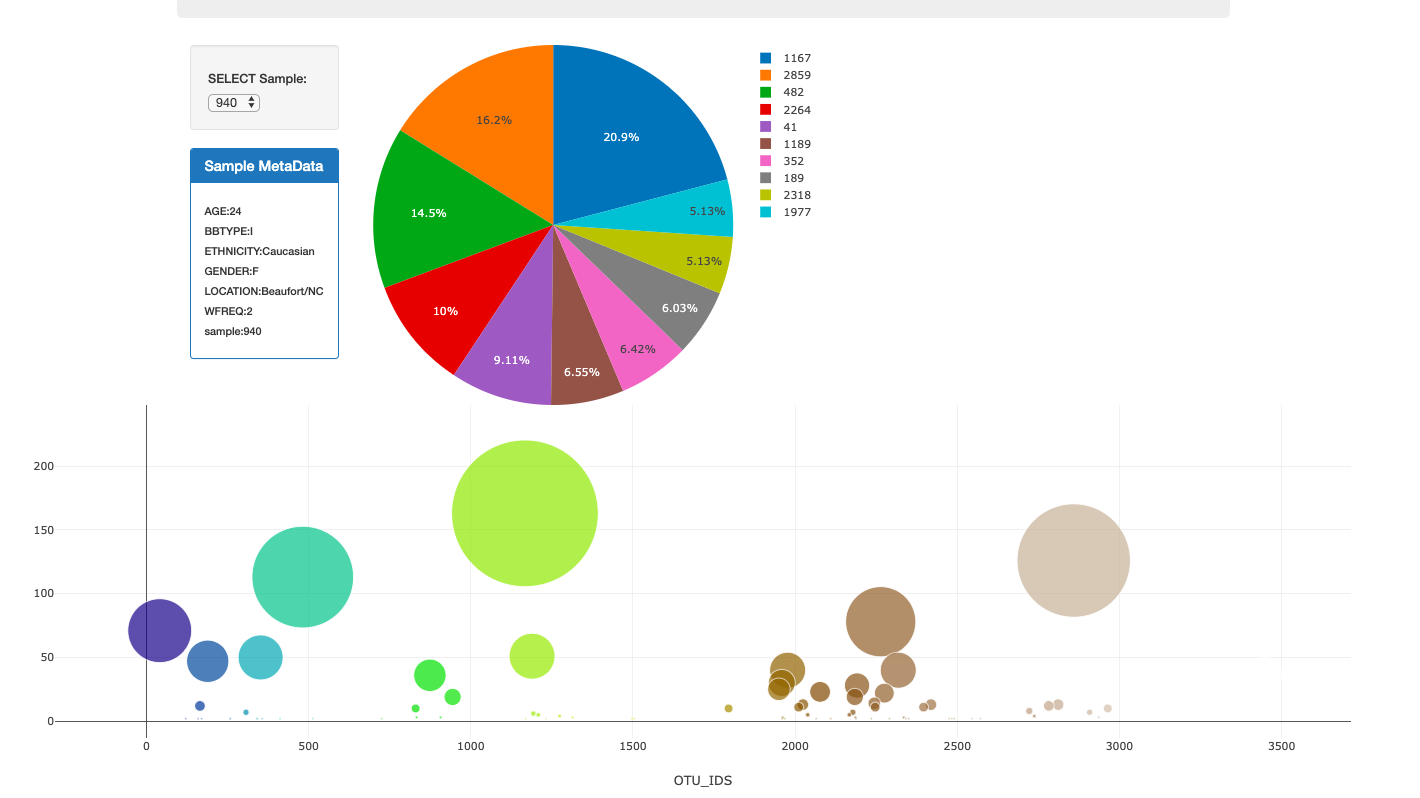 SELECT Sample:
940
Sample MetaData
AGE:24
BBTYPE:I
ETHNICITY:Caucasian
GENDER:F
LOCATION:Beaufort/NC
WFREQ:2
sample:940
16.2%
20.9%
14.5%
5.13%
5.13%
10%
6.03%
9.11%
6.55%
6.42%
1167
2859
482
2264
41
1189
352
189
2318
1977
200
150
100
50
0
0 500 1000 1500 2000 2500 3000 3500
OTU_IDS